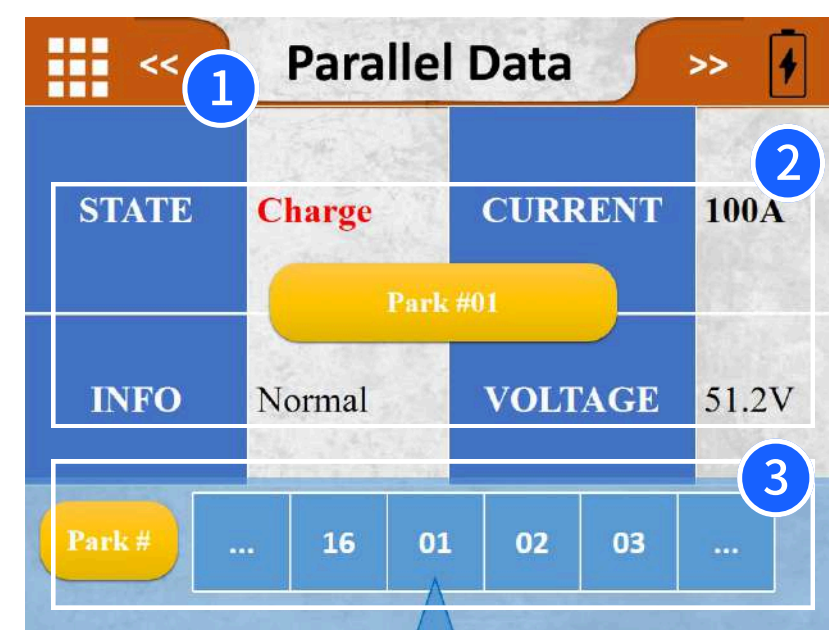 << 1 Parallel Data >>
2
STATE Charge CURRENT 100A
Park #01
INFO Normal VOLTAGE 51.2V
3
Park # ... 16 01 02 03 ...